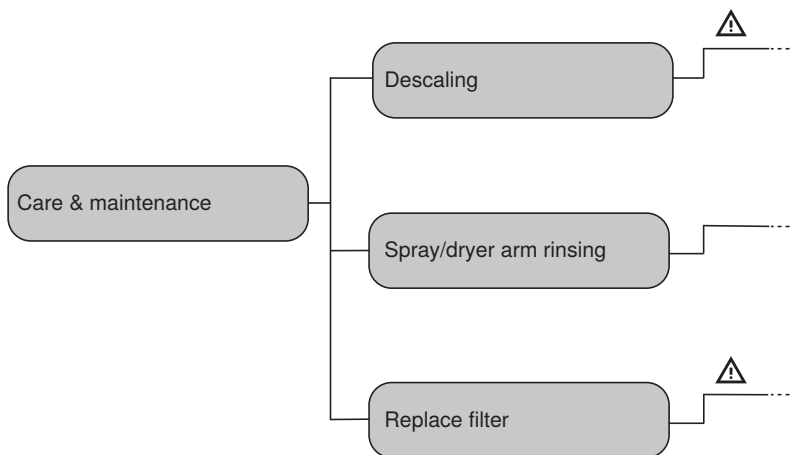 Descaling
Care & maintenance
Spray/dryer arm rinsing
Replace filter